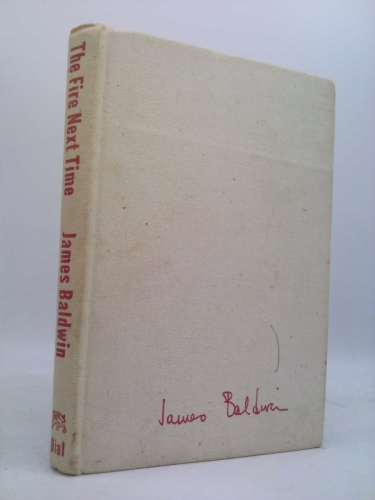 The Fire Next Time
James Baldwin
Dial
James Baldwin